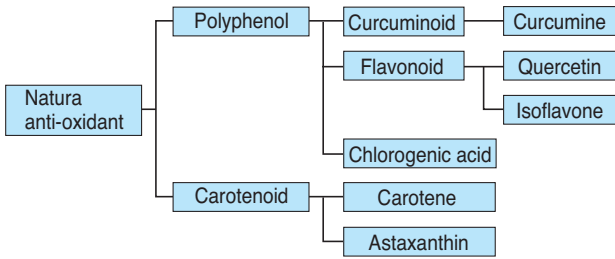 Polyphenol
Curcuminoid
Curcumine
Flavonoid
Quercetin
Natura
anti-oxidant
Isoflavone
Chlorogenic acid
Carotenoid
Carotene
Astaxanthin